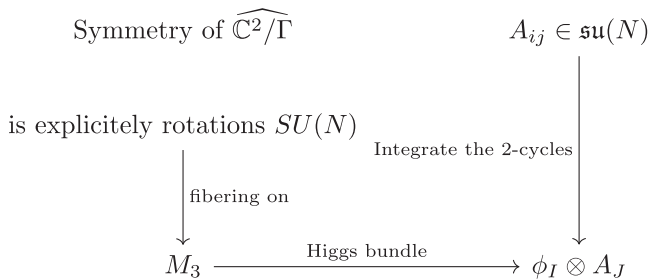 Symmetry of $\widehat{\mathbb{C}^2/\Gamma}$
$A_{ij} \in \mathfrak{su}(N)$
is explicitely rotations $SU(N)$
Integrate the 2-cycles
fibering on
Higgs bundle
$M_3$
$\phi_I \otimes A_J$